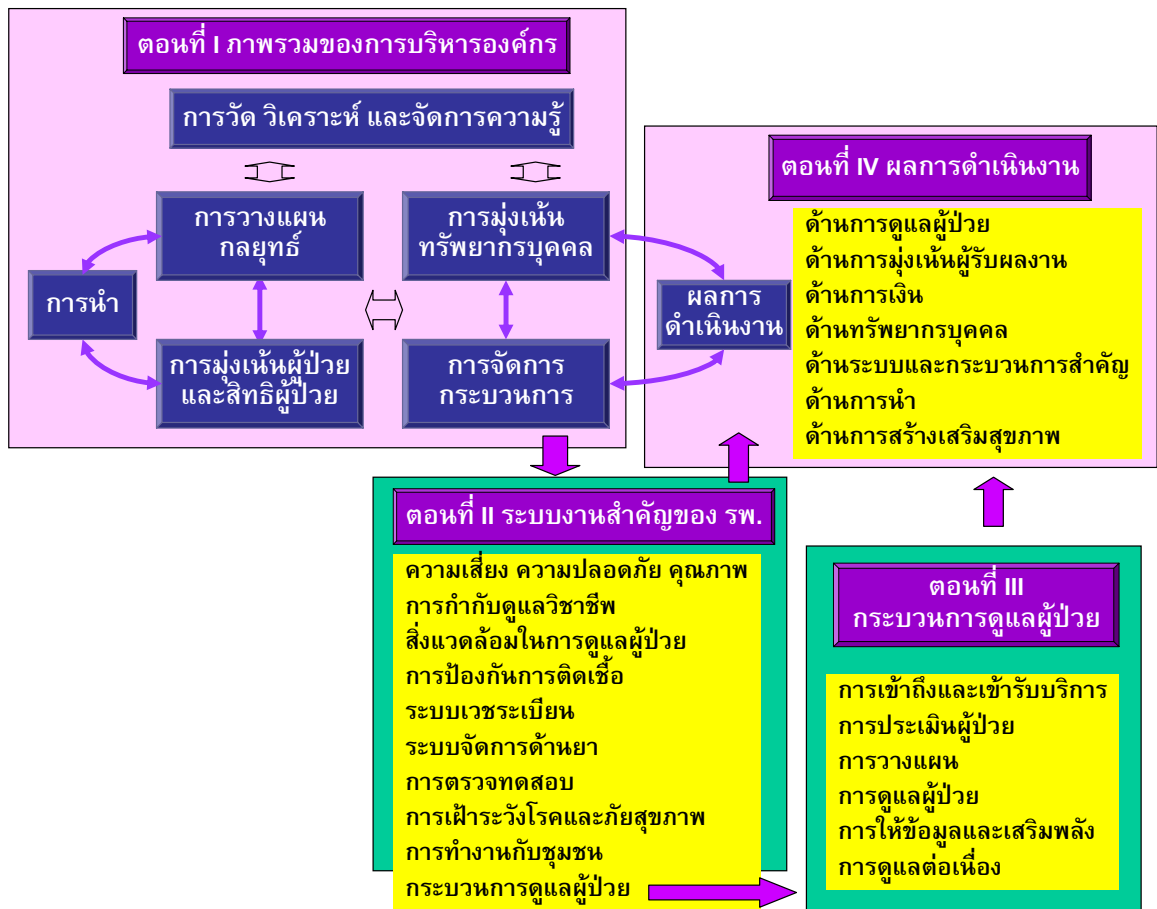 ตอนที่ I ภาพรวมของการบริหารองค์กร
การวัด วิเคราะห์ และจัดการความรู้
การวางแผน
กลยุทธ์
การมุ่งเน้น
ทรัพยากรบุคคล
การนำ
การมุ่งเน้นผู้ป่วย
และสิทธิผู้ป่วย
การจัดการ
กระบวนการ
ผลการ
ดำเนินงาน
ตอนที่ IV ผลการดำเนินงาน
ด้านการดูแลผู้ป่วย
ด้านการมุ่งเน้นผู้รับผลงาน
ด้านการเงิน
ด้านทรัพยากรบุคคล
ด้านระบบและกระบวนการสำคัญ
ด้านการนำ
ด้านการสร้างเสริมสุขภาพ
ตอนที่ II ระบบงานสำคัญของ รพ.
ความเสี่ยง ความปลอดภัย คุณภาพ
การกำกับดูแลวิชาชีพ
สิ่งแวดล้อมในการดูแลผู้ป่วย
การป้องกันการติดเชื้อ
ระบบเวชระเบียน
ระบบจัดการด้านยา
การตรวจทดสอบ
การเฝ้าระวังโรคและภัยสุขภาพ
การทำงานกับชุมชน
กระบวนการดูแลผู้ป่วย
ตอนที่ III
กระบวนการดูแลผู้ป่วย
การเข้าถึงและเข้ารับบริการ
การประเมินผู้ป่วย
การวางแผน
การดูแลผู้ป่วย
การให้ข้อมูลและเสริมพลัง
การดูแลต่อเนื่อง